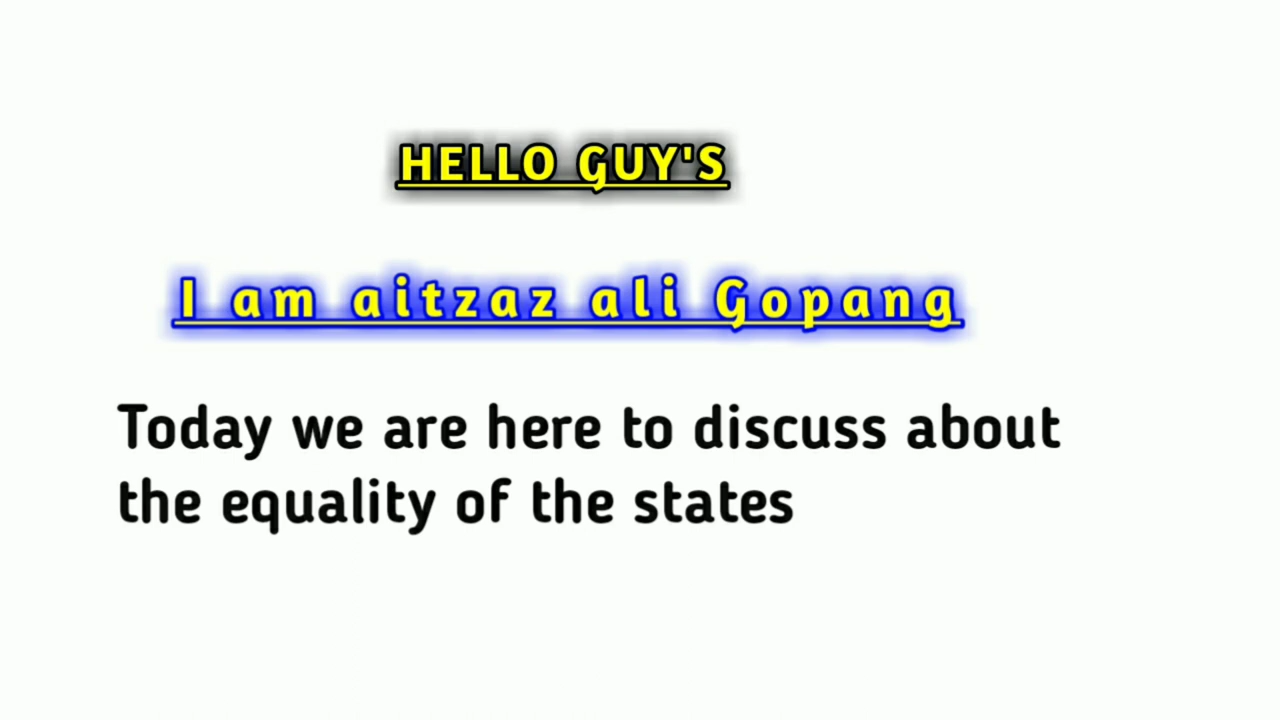 HELLO GUY'S
I am aitzaz ali Gopang
Today we are here to discuss about
the equality of the states